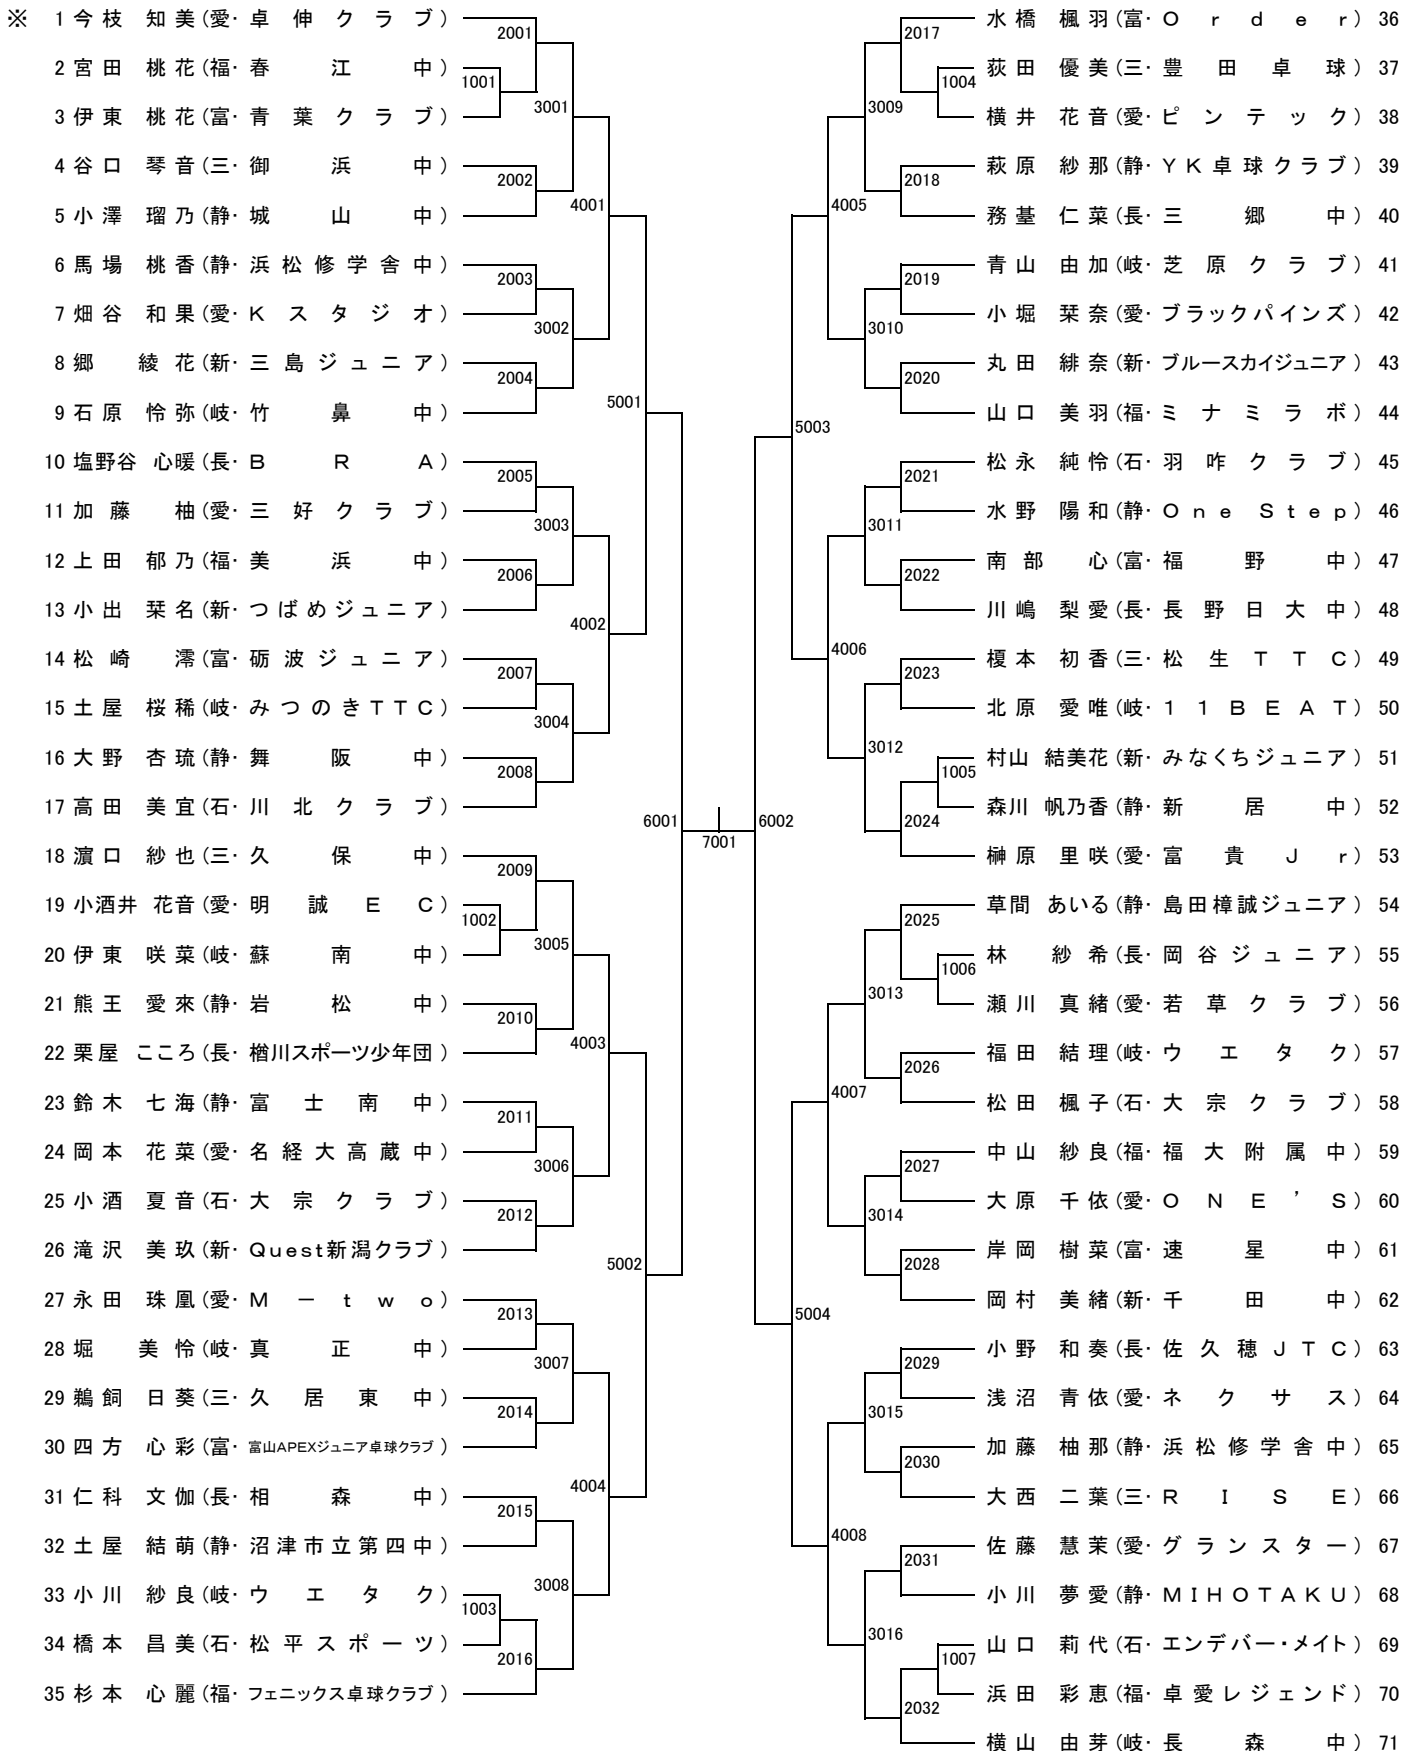 ※ 1 今枝 知美 (愛・卓伸クラブ)
2 宮田 桃花 (福・春江中)
3 伊東 桃花 (富・青葉クラブ)
4 谷口 琴音 (三・御浜中)
5 小澤 瑠乃 (静・城山中)
6 馬場 桃香 (静・浜松修学舎中)
7 畑谷 和果 (愛・Kスタジオ)
8 郷 綾花 (新・三島ジュニア)
9 石原 怜弥 (岐・竹鼻中)
10 塩野谷 心暖 (長・BRA)
11 加藤 柚 (愛・三好クラブ)
12 上田 郁乃 (福・美浜中)
13 小出 栞名 (新・つばめジュニア)
14 松崎 澪 (富・砺波ジュニア)
15 土屋 桜稀 (岐・みつのきTTC)
16 大野 杏琉 (静・舞阪中)
17 高田 美宜 (石・川北クラブ)
18 濵口 紗也 (三・久保中)
19 小酒井 花音 (愛・明誠EC)
20 伊東 咲菜 (岐・蘇南中)
21 熊王 愛來 (静・岩松中)
22 栗屋 こころ (長・楢川スポーツ少年団)
23 鈴木 七海 (静・富士南中)
24 岡本 花菜 (愛・名経大高蔵中)
25 小酒 夏音 (石・大宗クラブ)
26 滝沢 美玖 (新・Quest新潟クラブ)
27 永田 珠凰 (愛・M－two)
28 堀 美怜 (岐・真正中)
29 鵜飼 日葵 (三・久居東中)
30 四方 心彩 (富・富山APEXジュニア卓球クラブ)
31 仁科 文伽 (長・相森中)
32 土屋 結萌 (静・沼津市立第四中)
33 小川 紗良 (岐・ウエタク)
34 橋本 昌美 (石・松平スポーツ)
35 杉本 心麗 (福・フェニックス卓球クラブ)
2001
1001
3001
2002
4001
2003
3002
2004
5001
2005
3003
2006
4002
2007
3004
2008
6001
2009
1002
3005
2010
4003
2011
3006
2012
5002
2013
3007
2014
4004
2015
3008
1003
2016
7001
水橋 楓羽 (富・Order) 36
荻田 優美 (三・豊田卓球) 37
横井 花音 (愛・ピンテック) 38
萩原 紗那 (静・YK卓球クラブ) 39
務基 仁菜 (長・三郷中) 40
青山 由加 (岐・芝原クラブ) 41
小堀 栞奈 (愛・ブラックパインズ) 42
丸田 緋奈 (新・ブルースカイジュニア) 43
山口 美羽 (福・ミナミラボ) 44
松永 純怜 (石・羽咋クラブ) 45
水野 陽和 (静・One Step) 46
南部 心 (富・福野中) 47
川嶋 梨愛 (長・長野日大中) 48
榎本 初香 (三・松生TTC) 49
北原 愛唯 (岐・11BEAT) 50
村山 結美花 (新・みなくちジュニア) 51
森川 帆乃香 (静・新居中) 52
榊原 里咲 (愛・富貴Jr) 53
草間 あいる (静・島田樟誠ジュニア) 54
林 紗希 (長・岡谷ジュニア) 55
瀬川 真緒 (愛・若草クラブ) 56
福田 結理 (岐・ウエタク) 57
松田 楓子 (石・大宗クラブ) 58
中山 紗良 (福・福大附属中) 59
大原 千依 (愛・ONE’S) 60
岸岡 樹菜 (富・速星中) 61
岡村 美緒 (新・千田中) 62
小野 和奏 (長・佐久穂JTC) 63
浅沼 青依 (愛・ネクサス) 64
加藤 柚那 (静・浜松修学舎中) 65
大西 二葉 (三・RISE) 66
佐藤 慧茉 (愛・グランスター) 67
小川 夢愛 (静・MIHOTAKU) 68
山口 莉代 (石・エンデバー・メイト) 69
浜田 彩恵 (福・卓愛レジェンド) 70
横山 由芽 (岐・長森中) 71
2017
1004
3009
2018
4005
2019
3010
2020
5003
2021
3011
2022
4006
2023
3012
1005
2024
6002
2025
1006
3013
2026
4007
2027
3014
2028
5004
2029
3015
2030
4008
2031
3016
1007
2032